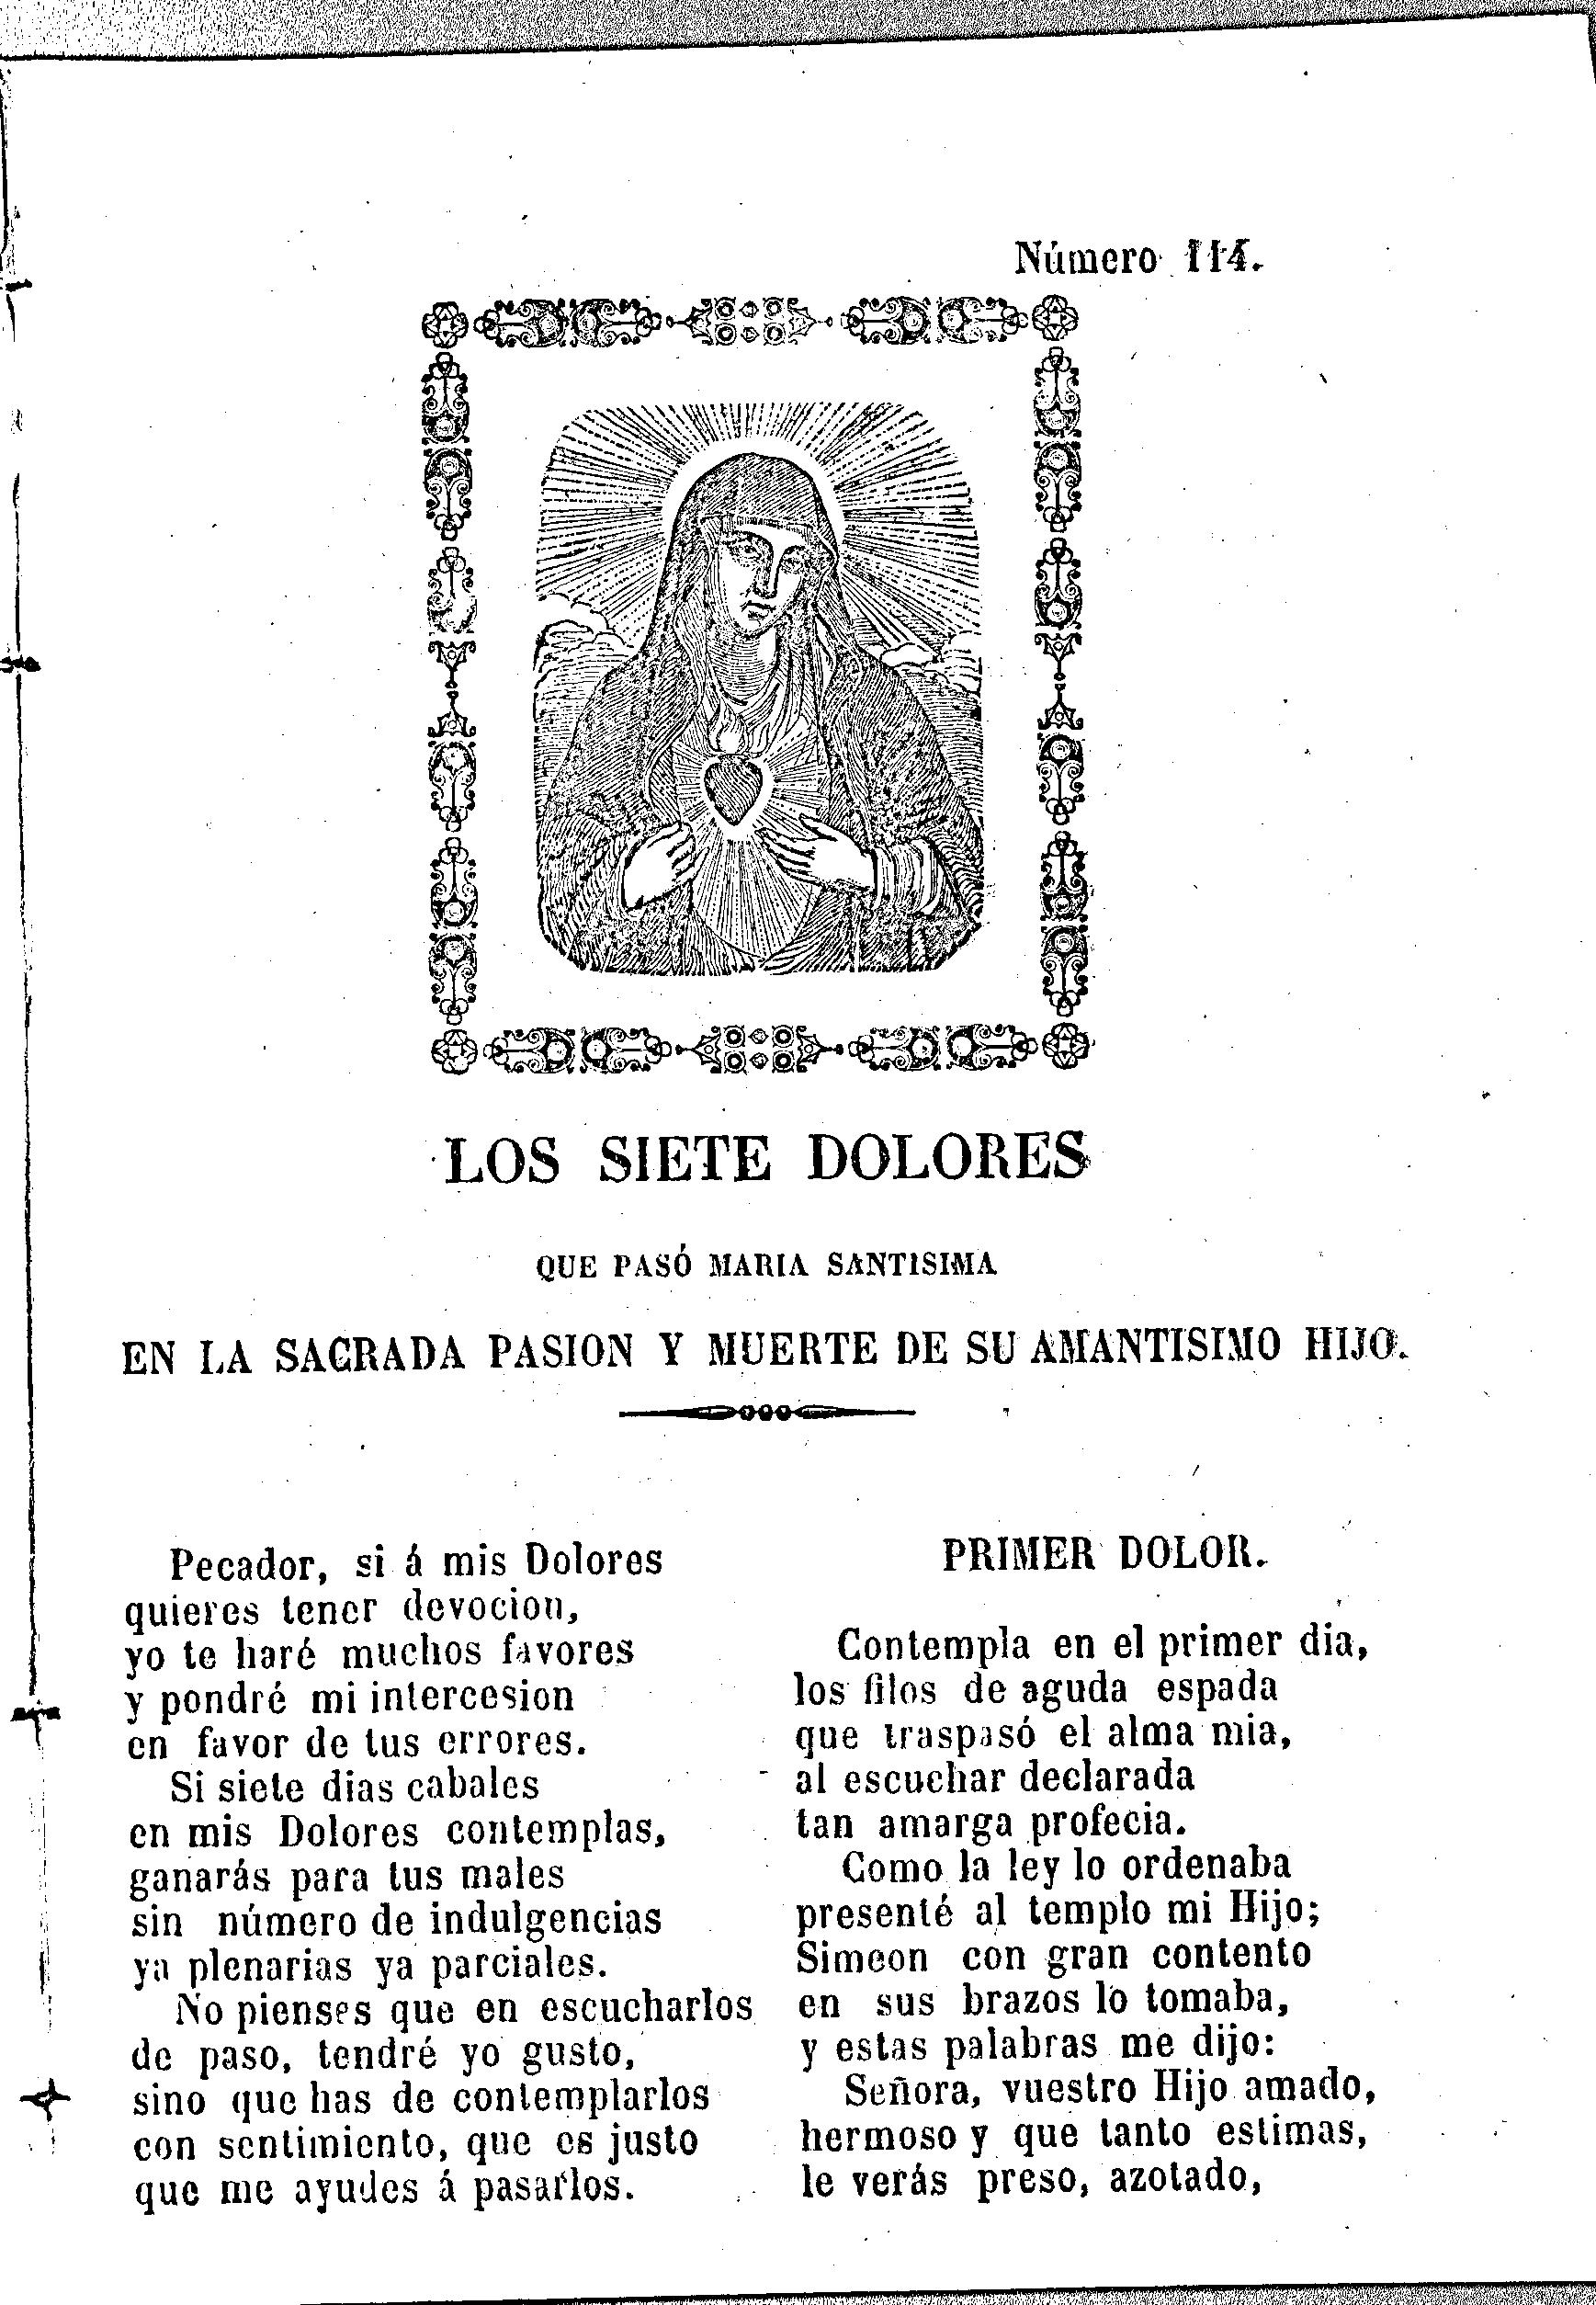 Número 114.
LOS SIETE DOLORES
QUE PASÓ MARIA SANTISIMA
EN LA SAGRADA PASION Y MUERTE DE SU AMANTISIMO HIJO.
Pecador, si á mis Dolores
quieres tener devocion,
yo te haré muchos favores
y pondré mi intercesion
en favor de tus errores.
Si siete dias cabales
en mis Dolores contemplas,
ganarás para tus males
sin número de indulgencias
ya plenarias ya parciales.
No pienses que en escucharlos
de paso, tendré yo gusto,
sino que has de contemplarlos
con sentimiento, que es justo
que me ayudes á pasarlos.
PRIMER DOLOR.
Contempla en el primer dia,
los filos de aguda espada
que traspasó el alma mia,
al escuchar declarada
tan amarga profecia.
Como la ley lo ordenaba
presenté al templo mi Hijo;
Simeon con gran contento
en sus brazos lo tomaba,
y estas palabras me dijo:
Señora, vuestro Hijo amado,
hermoso y que tanto estimas,
le verás preso, azotado,